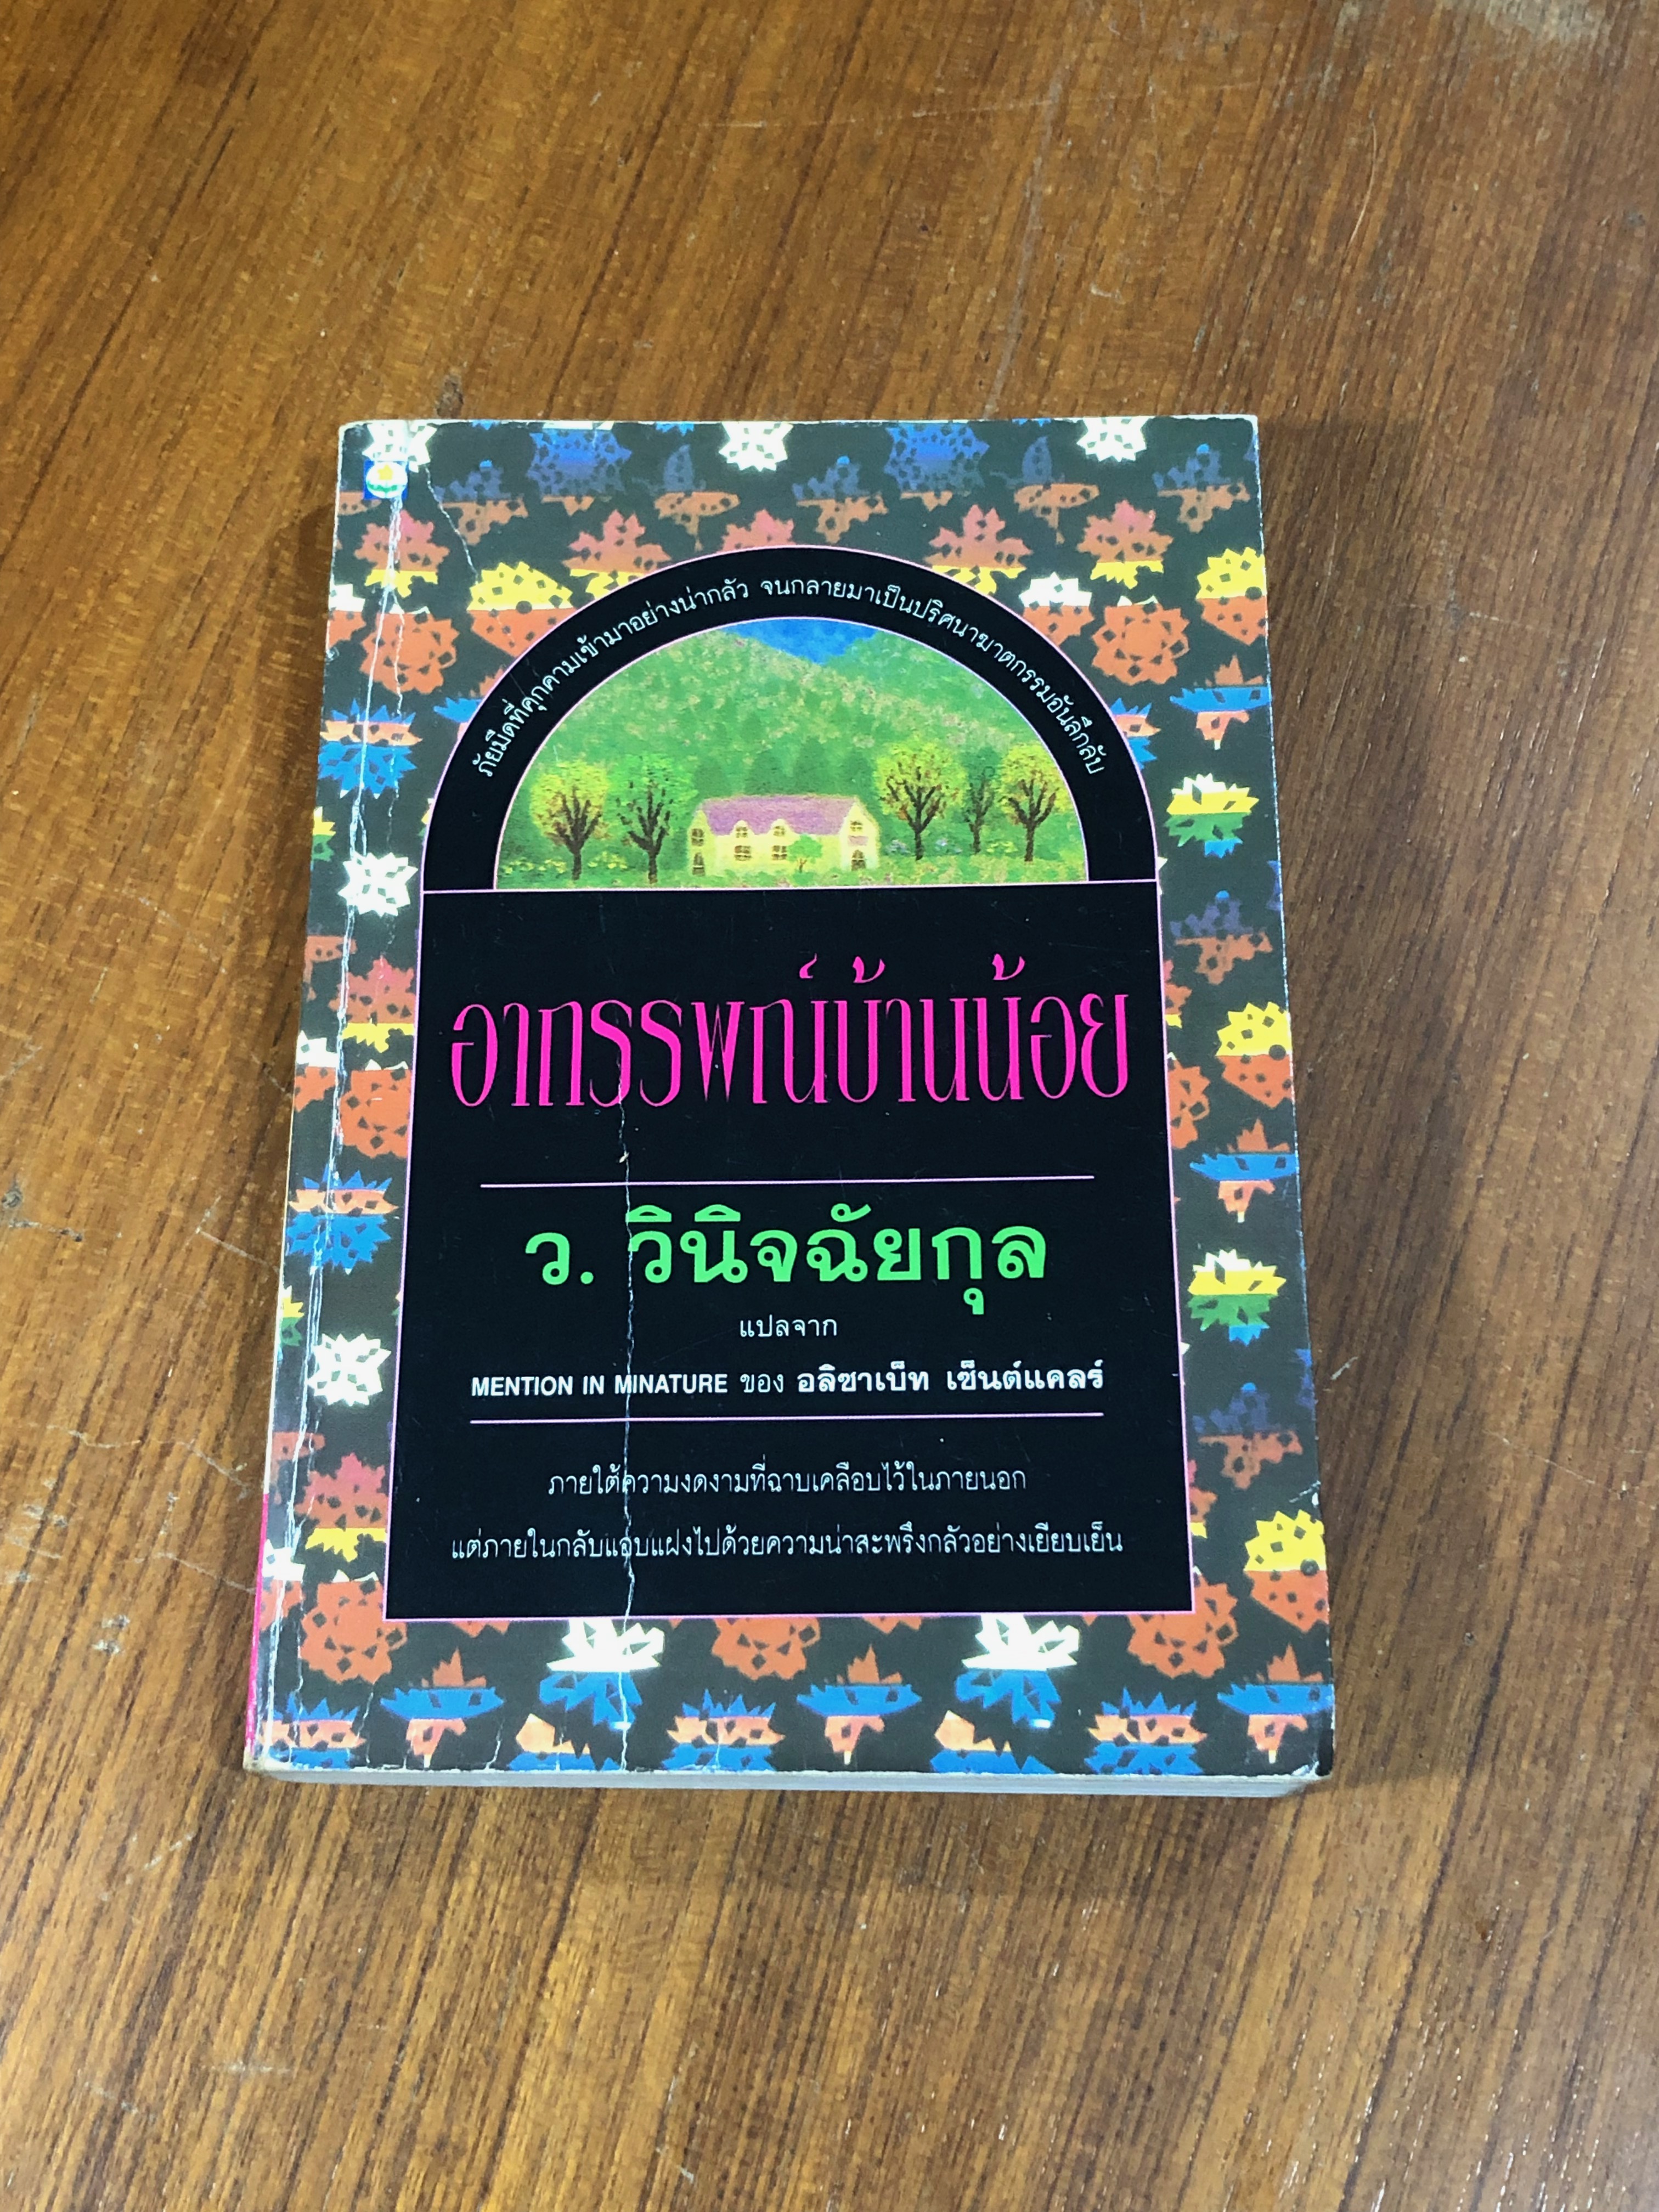 ภัยมืดที่คุกคามเข้ามาอย่างน่ากลัว จนกลายมาเป็นปริศนาฆาตกรรมอันลึกลับ
อาถรรพณ์บ้านน้อย
ว. วินิจฉัยกุล
แปลจาก
MENTION IN MINATURE ของ อลิซาเบ็ท เซ็นต์แคลร์
ภายใต้ความงดงามที่ฉาบเคลือบไว้ในภายนอก
แต่ภายในกลับแอบแฝงไปด้วยความน่าสะพรึงกลัวอย่างเยียบเย็น